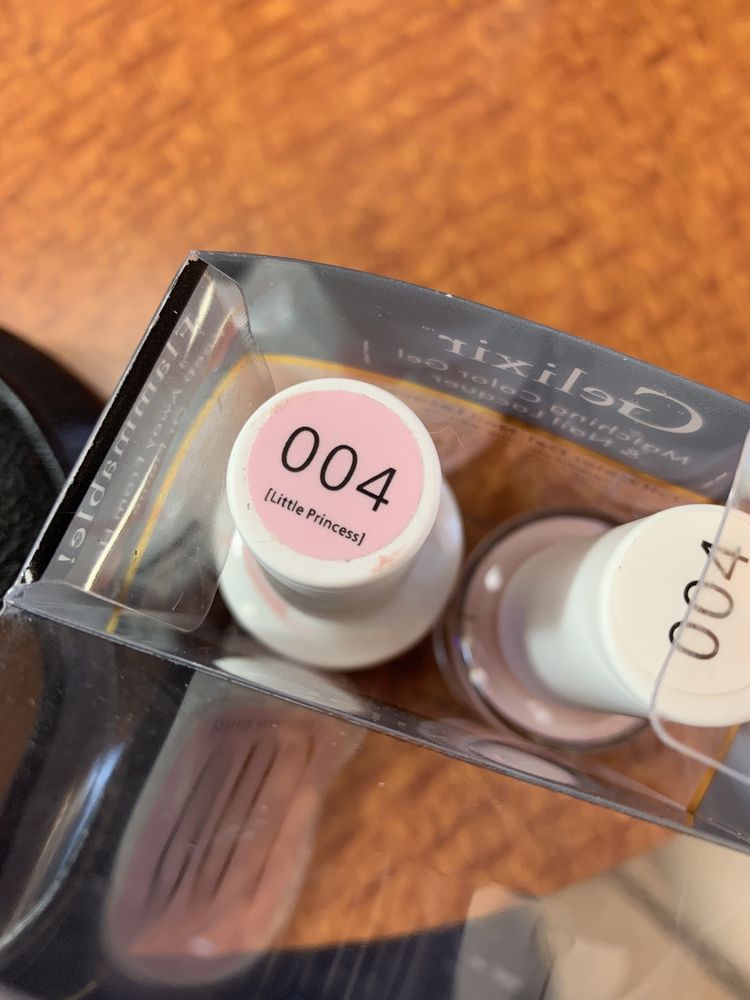 Gelixir
Matching Color Gel
& Nail Lacquer
Flammable!
004
[Little Princess]
004